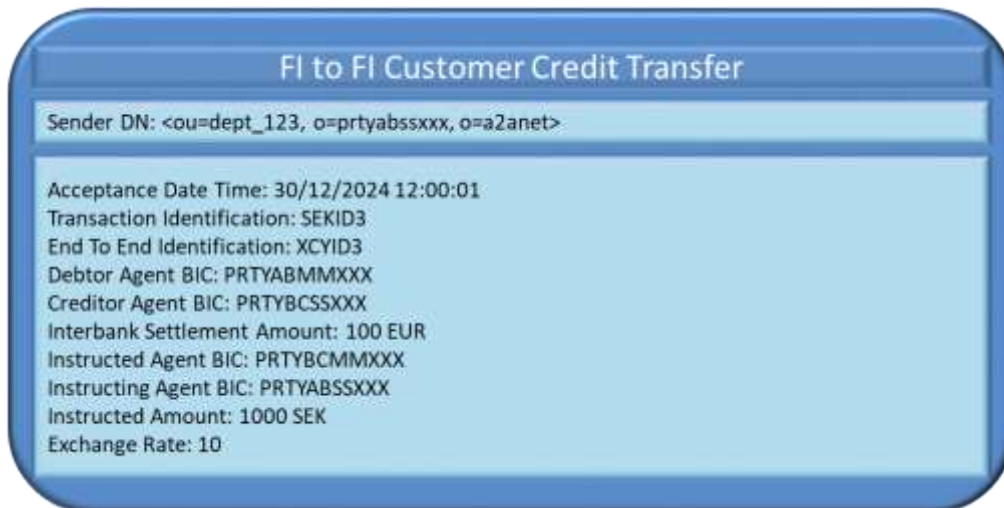 FI to FI Customer Credit Transfer
Sender DN: <ou=dept_123, o=prtyabssxxx, o=a2anet>
Acceptance Date Time: 30/12/2024 12:00:01
Transaction Identification: SEKID3
End To End Identification: XCYID3
Debtor Agent BIC: PRTYABMMXXX
Creditor Agent BIC: PRTYBCSSXXX
Interbank Settlement Amount: 100 EUR
Instructed Agent BIC: PRTYBCMMXXX
Instructing Agent BIC: PRTYABSSXXX
Instructed Amount: 1000 SEK
Exchange Rate: 10